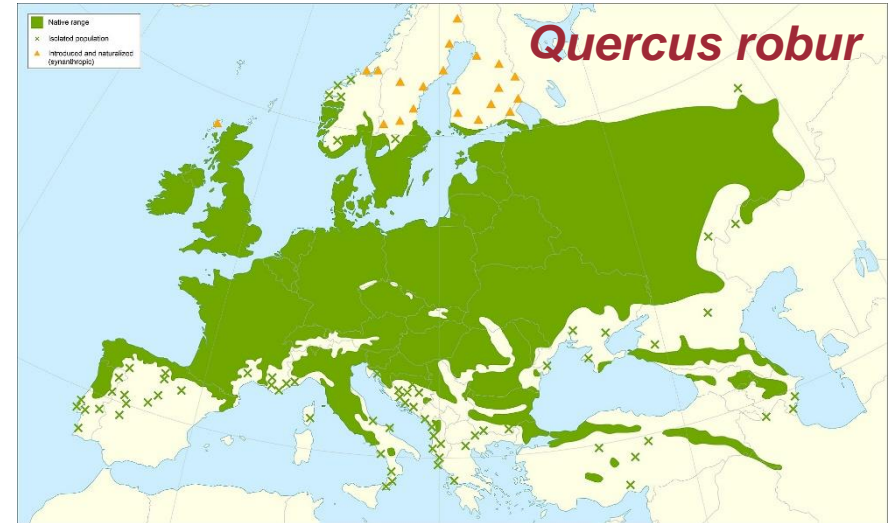 Quercus robur
Native range
Isolated population
Introduced and naturalized
(synanthropic)